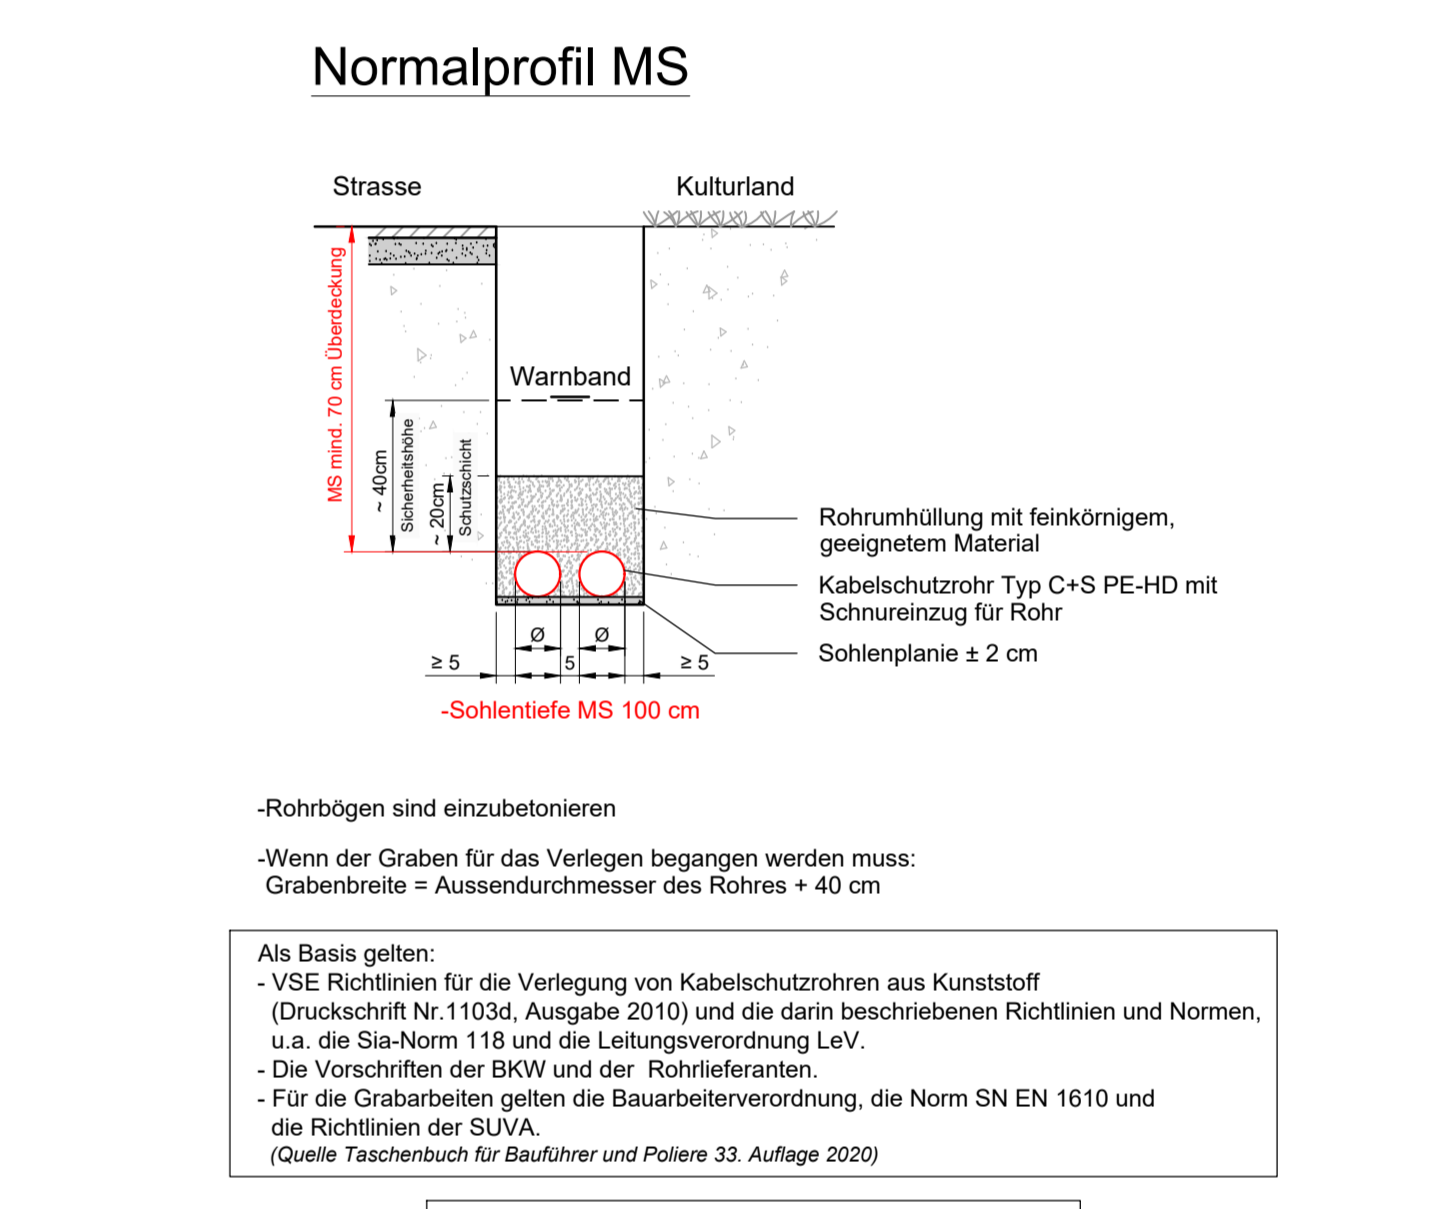 Normalprofil MS
Strasse
Kulturland
MS mind. 70 cm Überdeckung
Warnband
~ 40cm
Sicherheitshöhe
~ 20cm
Schutzschicht
Rohrumhüllung mit feinkörnigem,
geeignetem Material
Kabelschutzrohr Typ C+S PE-HD mit
Schnureinzug für Rohr
Sohlenplanie ± 2 cm
Ø
Ø
≥ 5
5
≥ 5
-Sohlentiefe MS 100 cm
-Rohrbögen sind einzubetonieren
-Wenn der Graben für das Verlegen begangen werden muss:
Grabenbreite = Aussendurchmesser des Rohres + 40 cm
Als Basis gelten:
- VSE Richtlinien für die Verlegung von Kabelschutzrohren aus Kunststoff
(Druckschrift Nr.1103d, Ausgabe 2010) und die darin beschriebenen Richtlinien und Normen,
u.a. die Sia-Norm 118 und die Leitungsverordnung LeV.
- Die Vorschriften der BKW und der  Rohrlieferanten.
- Für die Grabarbeiten gelten die Bauarbeiterverordnung, die Norm SN EN 1610 und
die Richtlinien der SUVA.
(Quelle Taschenbuch für Bauführer und Poliere 33. Auflage 2020)